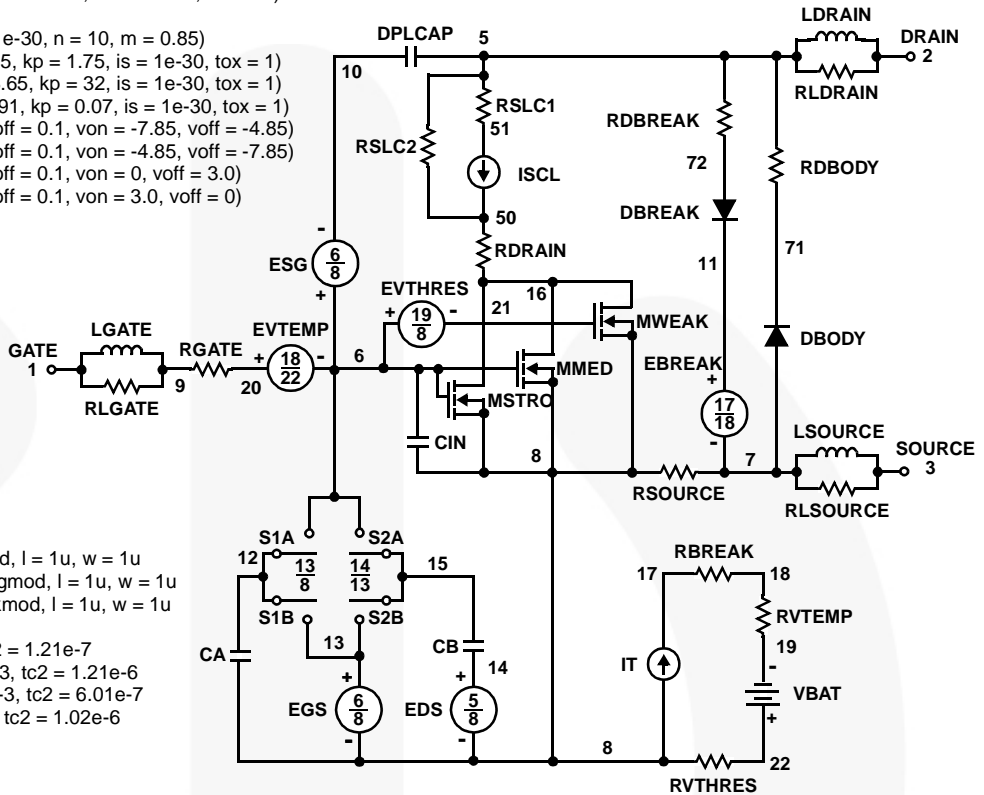 e-30, n = 10, m = 0.85)
5, kp = 1.75, is = 1e-30, tox = 1)
.65, kp = 32, is = 1e-30, tox = 1)
91, kp = 0.07, is = 1e-30, tox = 1)
off = 0.1, von = -7.85, voff = -4.85)
off = 0.1, von = -4.85, voff = -7.85)
off = 0.1, von = 0, voff = 3.0)
off = 0.1, von = 3.0, voff = 0)
DPLCAP
5
10
LDRAIN
DRAIN
2
RLDRAIN
RSLC1
51
RSLC2
ISCL
50
RDRAIN
RDBREAK
72
DBREAK
11
RDBODY
71
DBODY
-
ESG
6
8
+
EVTHRES
+
19
8
-
21
16
MWEAK
EBREAK
+
17
18
-
GATE
1
LGATE
RLGATE
9
RGATE
20
EVTEMP
+
18
22
-
6
MMED
MSTRO
CIN
8
RSOURCE
7
LSOURCE
SOURCE
3
RLSOURCE
S1A
S2A
12
13
8
14
13
15
S1B
S2B
13
CA
CB
14
+
EGS
6
8
-
+
EDS
5
8
-
8
17
RBREAK
18
RVTEMP
19
-
IT
VBAT
+
22
RVTHRES
d, l = 1u, w = 1u
gmod, l = 1u, w = 1u
kmod, l = 1u, w = 1u
2 = 1.21e-7
3, tc2 = 1.21e-6
-3, tc2 = 6.01e-7
tc2 = 1.02e-6